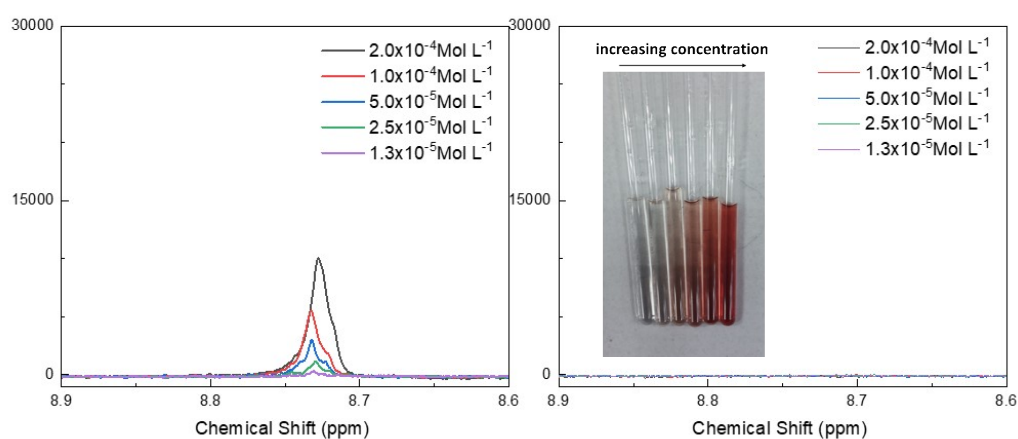 30000
15000
0
8.9
8.8
8.7
8.6
Chemical Shift (ppm)
2.0x10⁻⁴Mol L⁻¹
1.0x10⁻⁴Mol L⁻¹
5.0x10⁻⁵Mol L⁻¹
2.5x10⁻⁵Mol L⁻¹
1.3x10⁻⁵Mol L⁻¹
30000
15000
0
8.9
8.8
8.7
8.6
Chemical Shift (ppm)
increasing concentration
2.0x10⁻⁴Mol L⁻¹
1.0x10⁻⁴Mol L⁻¹
5.0x10⁻⁵Mol L⁻¹
2.5x10⁻⁵Mol L⁻¹
1.3x10⁻⁵Mol L⁻¹